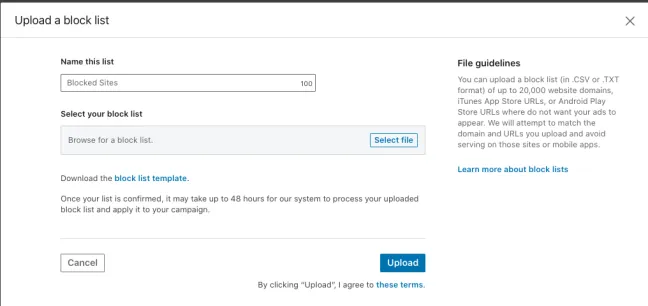 Upload a block list
Name this list
Blocked Sites 100
Select your block list
Browse for a block list. Select file
Download the block list template.
Once your list is confirmed, it may take up to 48 hours for our system to process your uploaded
block list and apply it to your campaign.
Cancel Upload
By clicking "Upload", I agree to these terms.
File guidelines
You can upload a block list (in .CSV or .TXT
format) of up to 20,000 website domains,
iTunes App Store URLs, or Android Play
Store URLs where do not want your ads to
appear. We will attempt to match the
domain and URLs you upload and avoid
serving on those sites or mobile apps.
Learn more about block lists